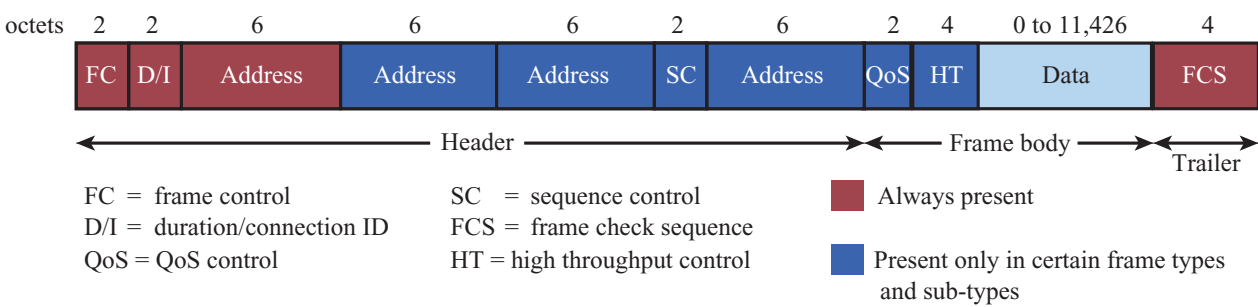 octets 2 2 6 6 6 2 6 2 4 0 to 11,426 4
FC D/I Address Address Address SC Address QoS HT Data FCS
Header Frame body
Trailer
FC = frame control SC = sequence control Always present
D/I = duration/connection ID FCS = frame check sequence
QoS = QoS control HT = high throughput control Present only in certain frame types
and sub-types